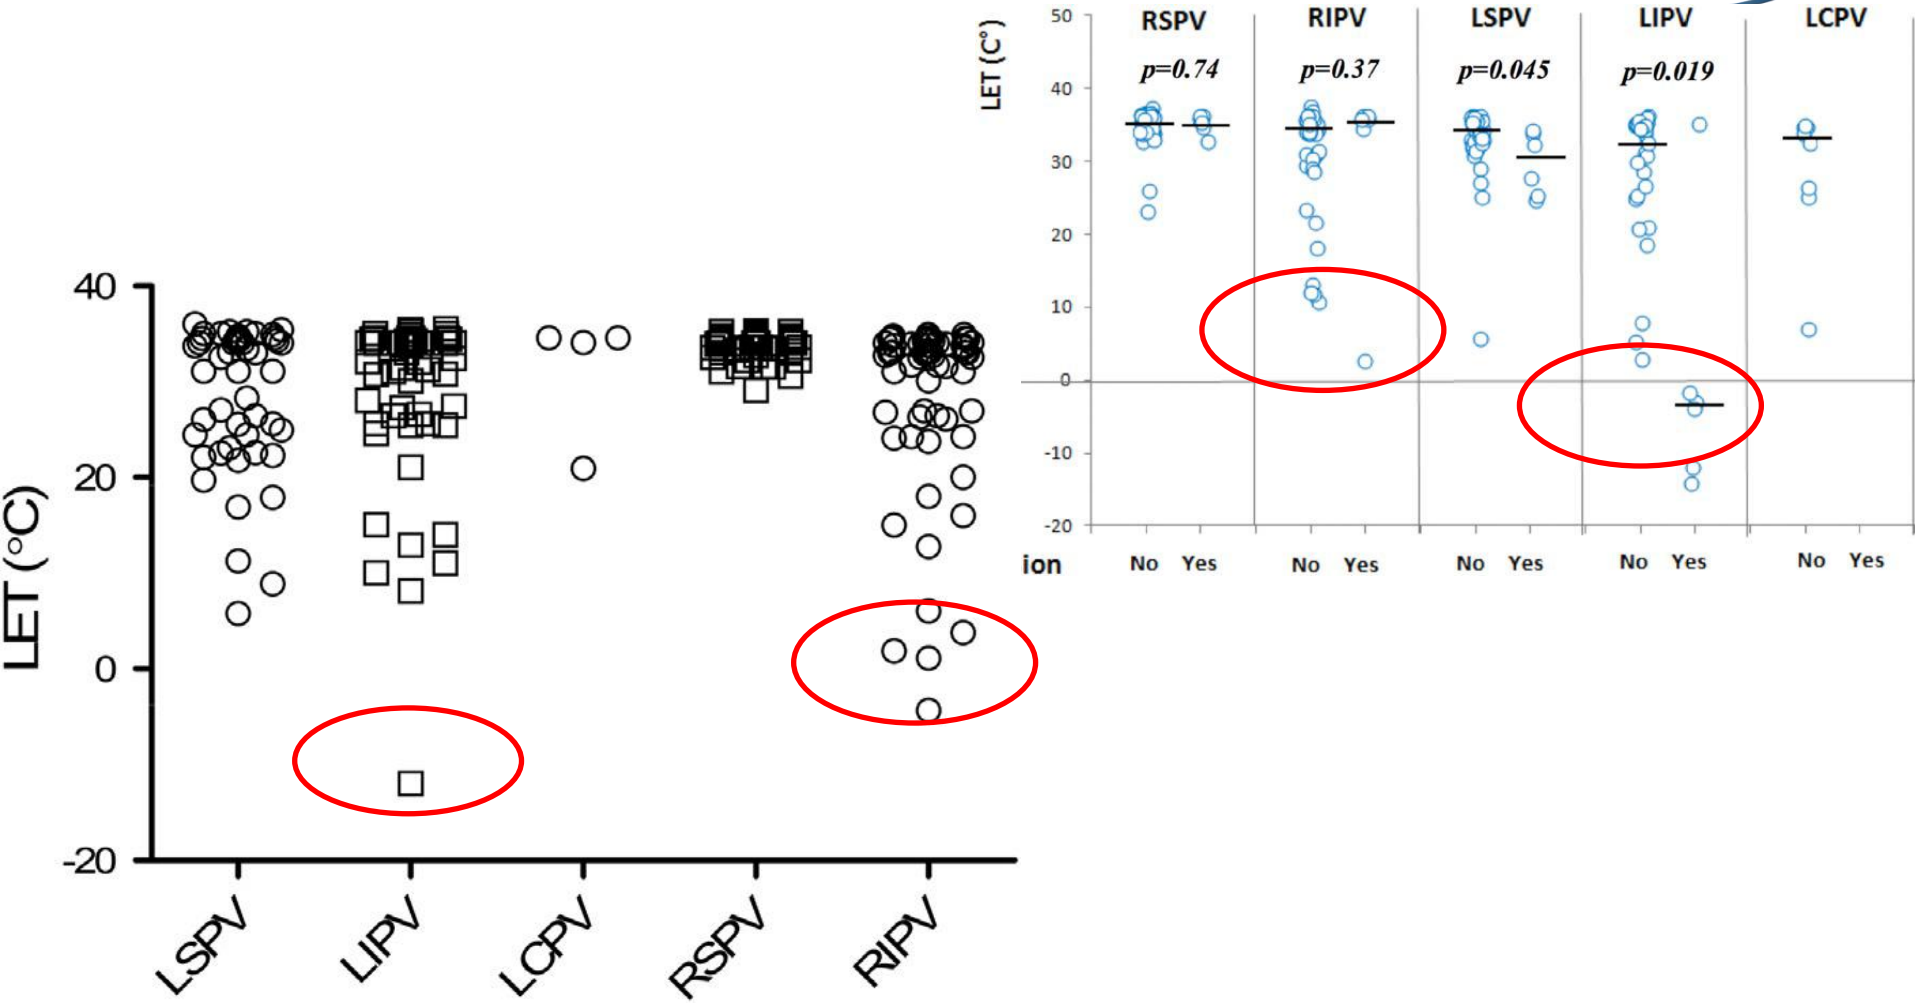 40
20
0
-20
LET (°C)
LSPV
LIPV
LCPV
RSPV
RIPV
LET (C°)
50
40
30
20
10
0
-10
-20
RSPV RIPV LSPV LIPV LCPV
p=0.74 p=0.37 p=0.045 p=0.019
ion No Yes No Yes No Yes No Yes No Yes